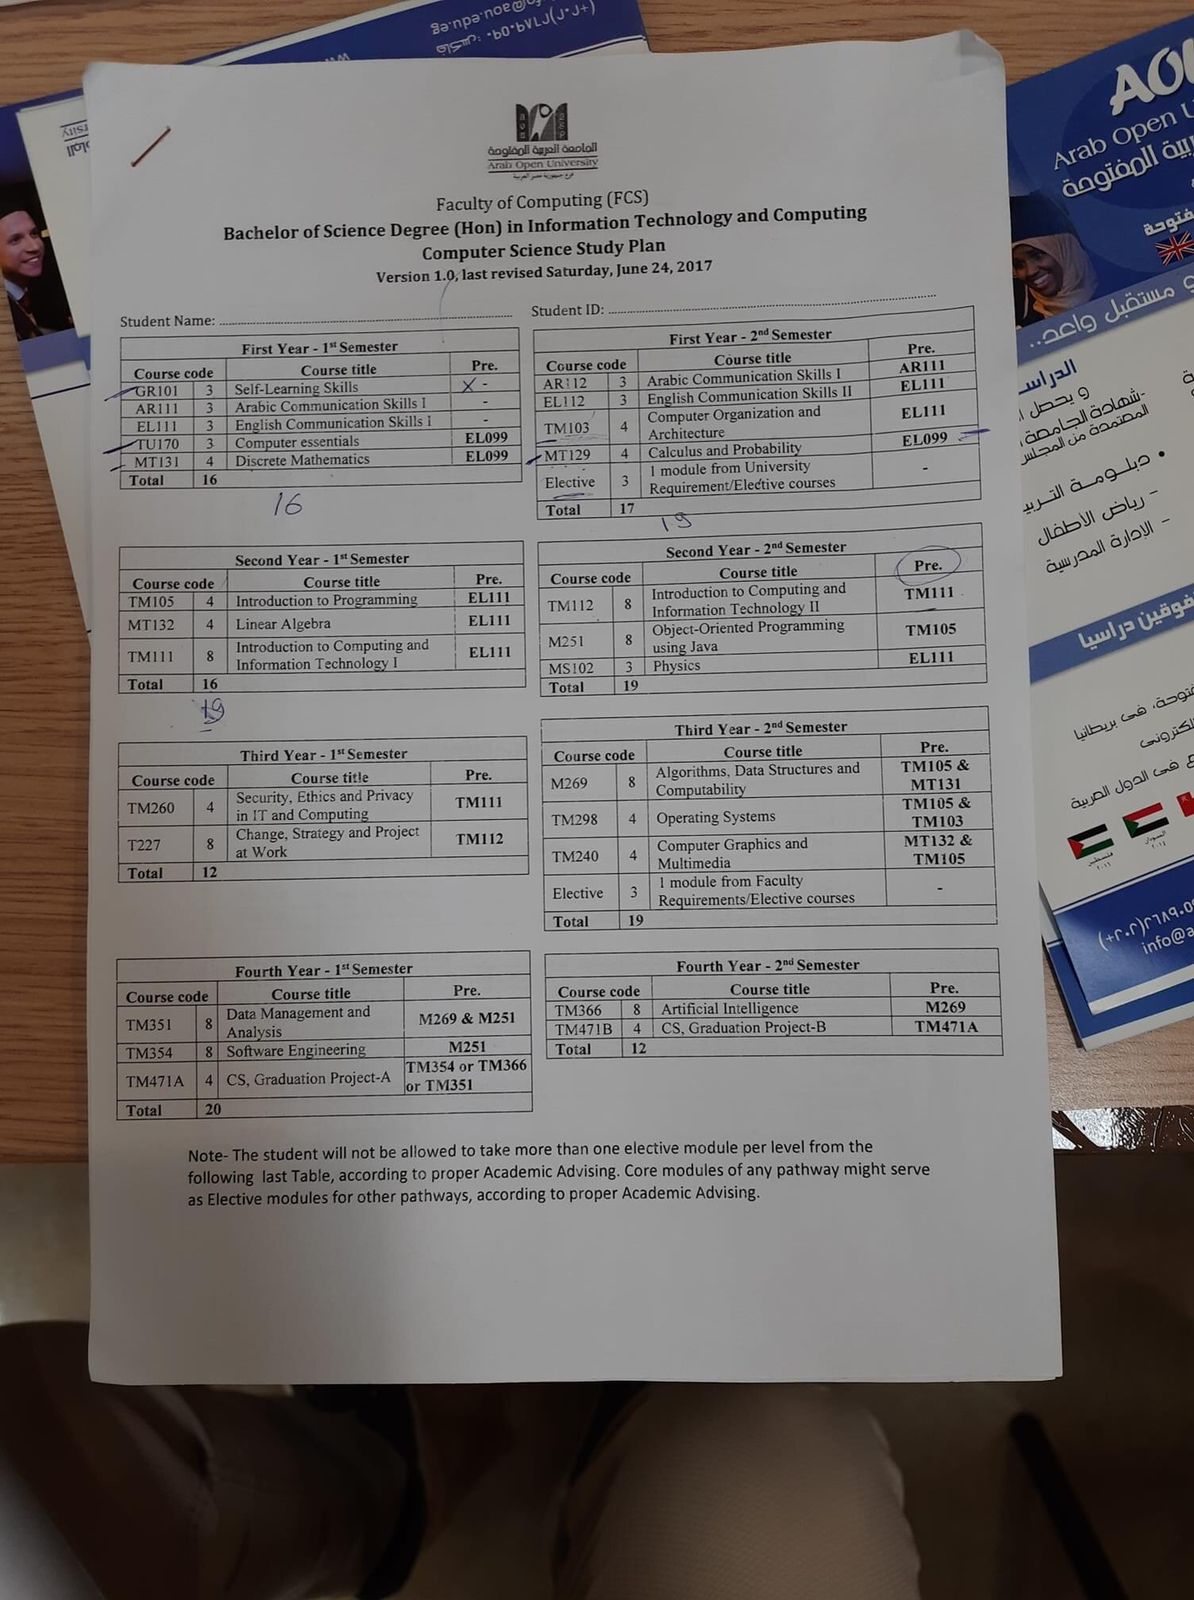 الجامعة العربية المفتوحة
Arab Open University
Faculty of Computing (FCS)
Bachelor of Science Degree (Hon) in Information Technology and Computing
Computer Science Study Plan
Version 1.0, last revised Saturday, June 24, 2017
Student Name:
Student ID:
First Year - 1st Semester
Course code Course title Pre.
GR101 3 Self-Learning Skills X -
AR111 3 Arabic Communication Skills I -
EL111 3 English Communication Skills I -
TU170 3 Computer essentials EL099
MT131 4 Discrete Mathematics EL099
Total 16
16
First Year - 2nd Semester
Course code Course title Pre.
AR112 3 Arabic Communication Skills I AR111
EL112 3 English Communication Skills II EL111
TM103 4 Computer Organization and Architecture EL111
MT129 4 Calculus and Probability EL099
Elective 3 1 module from University Requirement/Elective courses -
Total 17
19
Second Year - 1st Semester
Course code Course title Pre.
TM105 4 Introduction to Programming EL111
MT132 4 Linear Algebra EL111
TM111 8 Introduction to Computing and Information Technology I EL111
Total 16
19
Second Year - 2nd Semester
Course code Course title Pre.
TM112 8 Introduction to Computing and Information Technology II TM111
M251 8 Object-Oriented Programming using Java TM105
MS102 3 Physics EL111
Total 19
Third Year - 1st Semester
Course code Course title Pre.
TM260 4 Security, Ethics and Privacy in IT and Computing TM111
T227 8 Change, Strategy and Project at Work TM112
Total 12
Third Year - 2nd Semester
Course code Course title Pre.
M269 8 Algorithms, Data Structures and Computability TM105 & MT131
TM298 4 Operating Systems TM105 & TM103
TM240 4 Computer Graphics and Multimedia MT132 & TM105
Elective 3 1 module from Faculty Requirements/Elective courses -
Total 19
Fourth Year - 1st Semester
Course code Course title Pre.
TM351 8 Data Management and Analysis M269 & M251
TM354 8 Software Engineering M251
TM471A 4 CS, Graduation Project-A TM354 or TM366 or TM351
Total 20
Fourth Year - 2nd Semester
Course code Course title Pre.
TM366 8 Artificial Intelligence M269
TM471B 4 CS, Graduation Project-B TM471A
Total 12
Note- The student will not be allowed to take more than one elective module per level from the
following last Table, according to proper Academic Advising. Core modules of any pathway might serve
as Elective modules for other pathways, according to proper Academic Advising.
AOU
Arab Open
العربية المفتوحة
مستقبل واعد..
الدراسة
و يحصل
-شهادة الجامعة
المعتمدة من المجلس
• دبلومة التربية
- رياض الأطفال
- الإدارة المدرسية
دراسيا
فى بريطانيا
فى الدول العربية
فلسطين
السودان
info@a
@aou.edu.eg
فاكس: